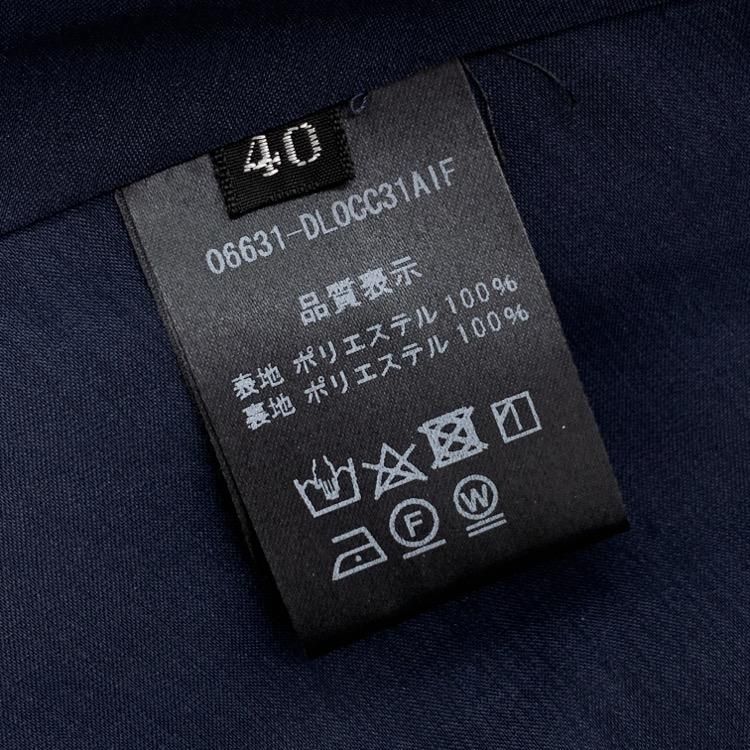 40
06631-DL0CC31AIF
品質表示
表地 ポリエステル 100%
裏地 ポリエステル 100%
F W